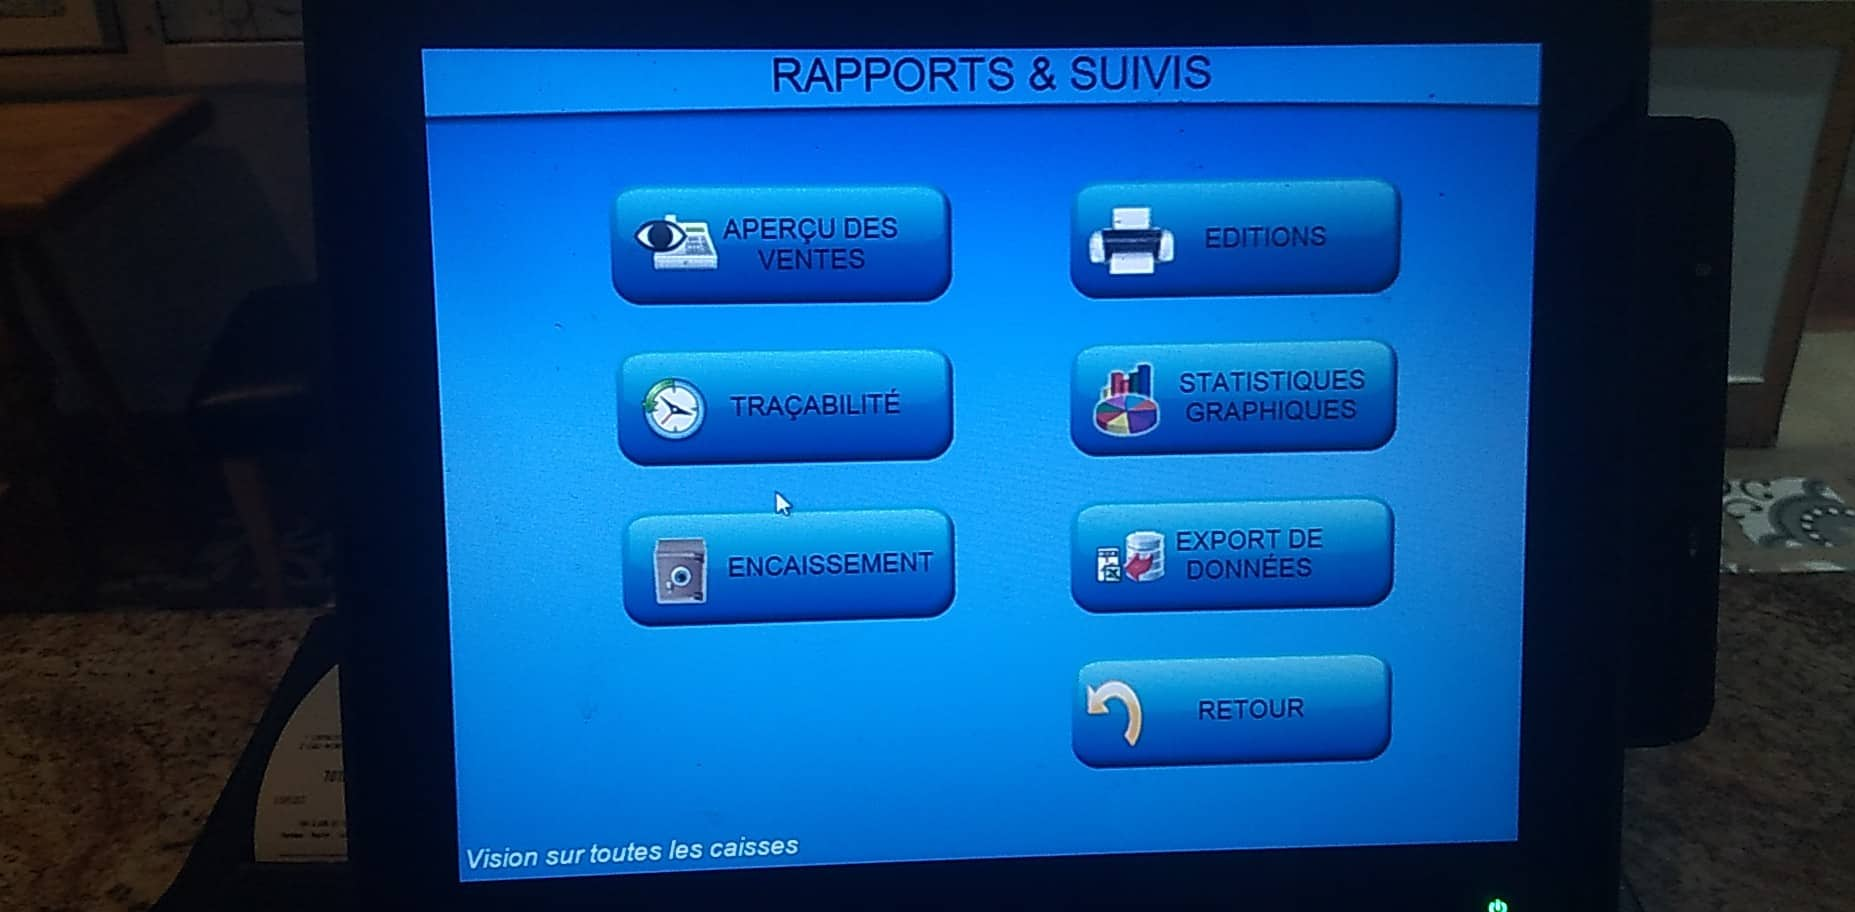 RAPPORTS & SUIVIS
APERÇU DES
VENTES
EDITIONS
TRAÇABILITÉ
STATISTIQUES
GRAPHIQUES
ENCAISSEMENT
EXPORT DE
DONNÉES
RETOUR
Vision sur toutes les caisses